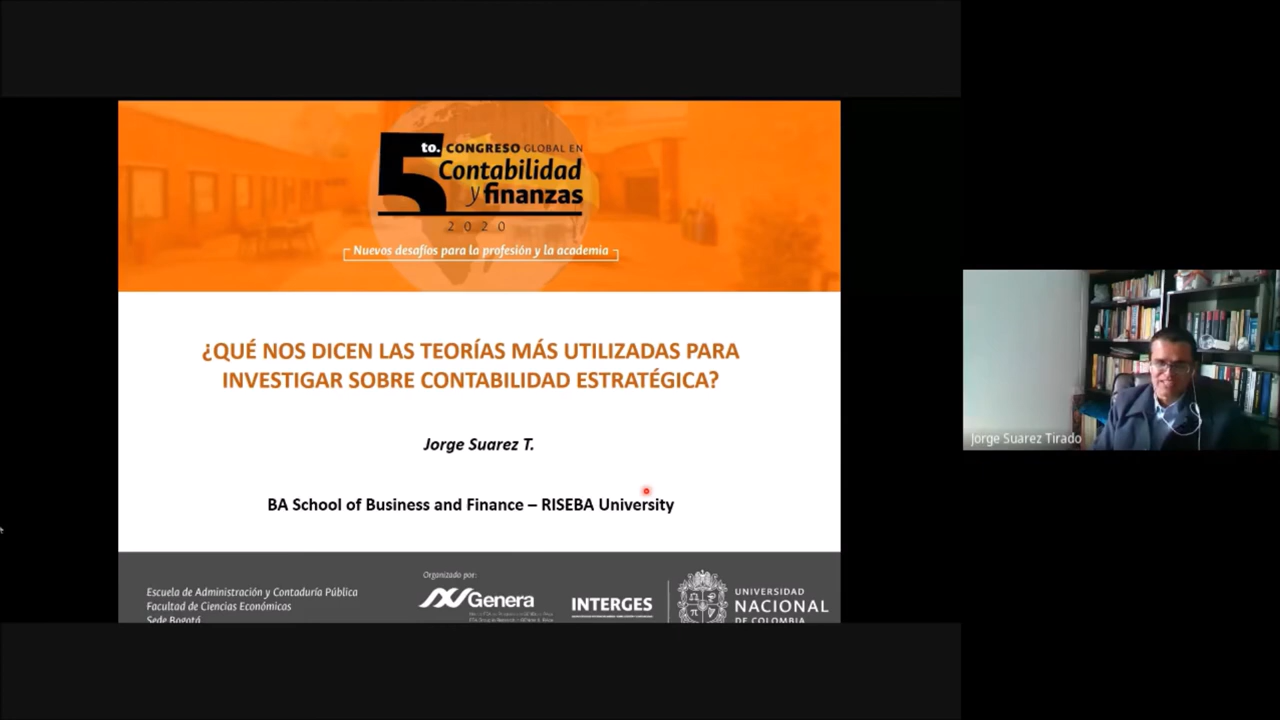 5to. CONGRESO GLOBAL EN
Contabilidad
y finanzas
2020
Nuevos desafíos para la profesión y la academia
¿QUÉ NOS DICEN LAS TEORÍAS MÁS UTILIZADAS PARA
INVESTIGAR SOBRE CONTABILIDAD ESTRATÉGICA?
Jorge Suarez T.
BA School of Business and Finance – RISEBA University
Organizado por:
Escuela de Administración y Contaduría Pública
Facultad de Ciencias Económicas
Sede Bogotá
Genera
INTERGES
UNIVERSIDAD
NACIONAL
DE COLOMBIA
Jorge Suarez Tirado